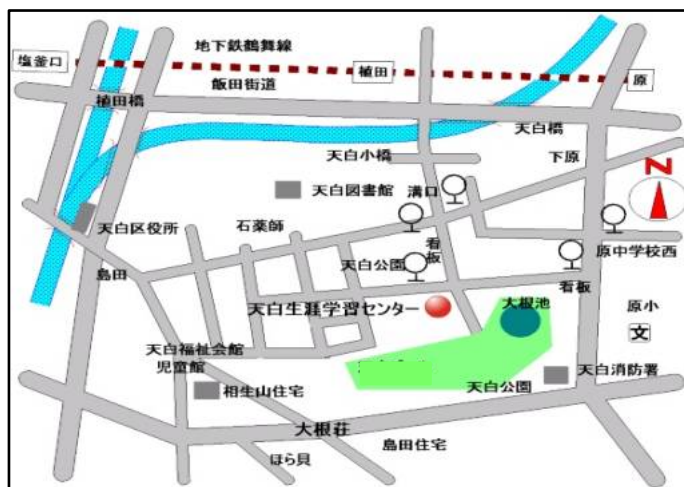 地下鉄鶴舞線
塩釜口
植田
原
飯田街道
植田橋
天白橋
天白小橋
下原
N
天白図書館
溝口
天白区役所
石薬師
看板
原中学校西
島田
天白公園
看板
大根池
原小
天白生涯学習センター
文
天白福祉会館
児童館
天白消防署
相生山住宅
天白公園
大根荘
島田住宅
ほら貝